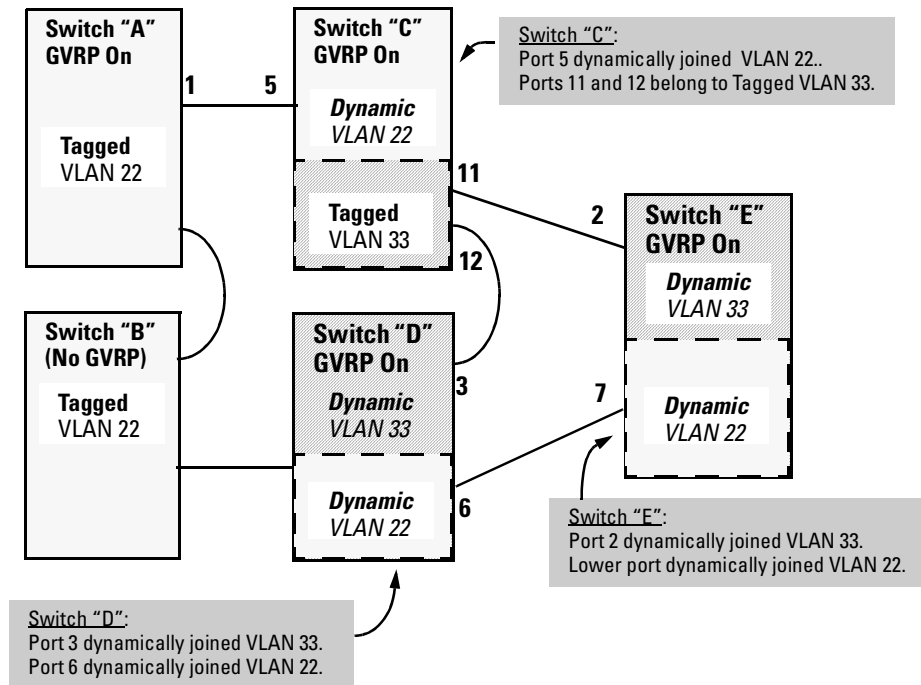 Switch “A”
GVRP On
Tagged
VLAN 22
1
5
Switch “C”
GVRP On
Dynamic
VLAN 22
Tagged
VLAN 33
11
12
Switch “C”:
Port 5 dynamically joined VLAN 22..
Ports 11 and 12 belong to Tagged VLAN 33.
2
Switch “E”
GVRP On
Dynamic
VLAN 33
Dynamic
VLAN 22
7
Switch “B”
(No GVRP)
Tagged
VLAN 22
Switch “D”
GVRP On
Dynamic
VLAN 33
3
Dynamic
VLAN 22
6
Switch “E”:
Port 2 dynamically joined VLAN 33.
Lower port dynamically joined VLAN 22.
Switch “D”:
Port 3 dynamically joined VLAN 33.
Port 6 dynamically joined VLAN 22.